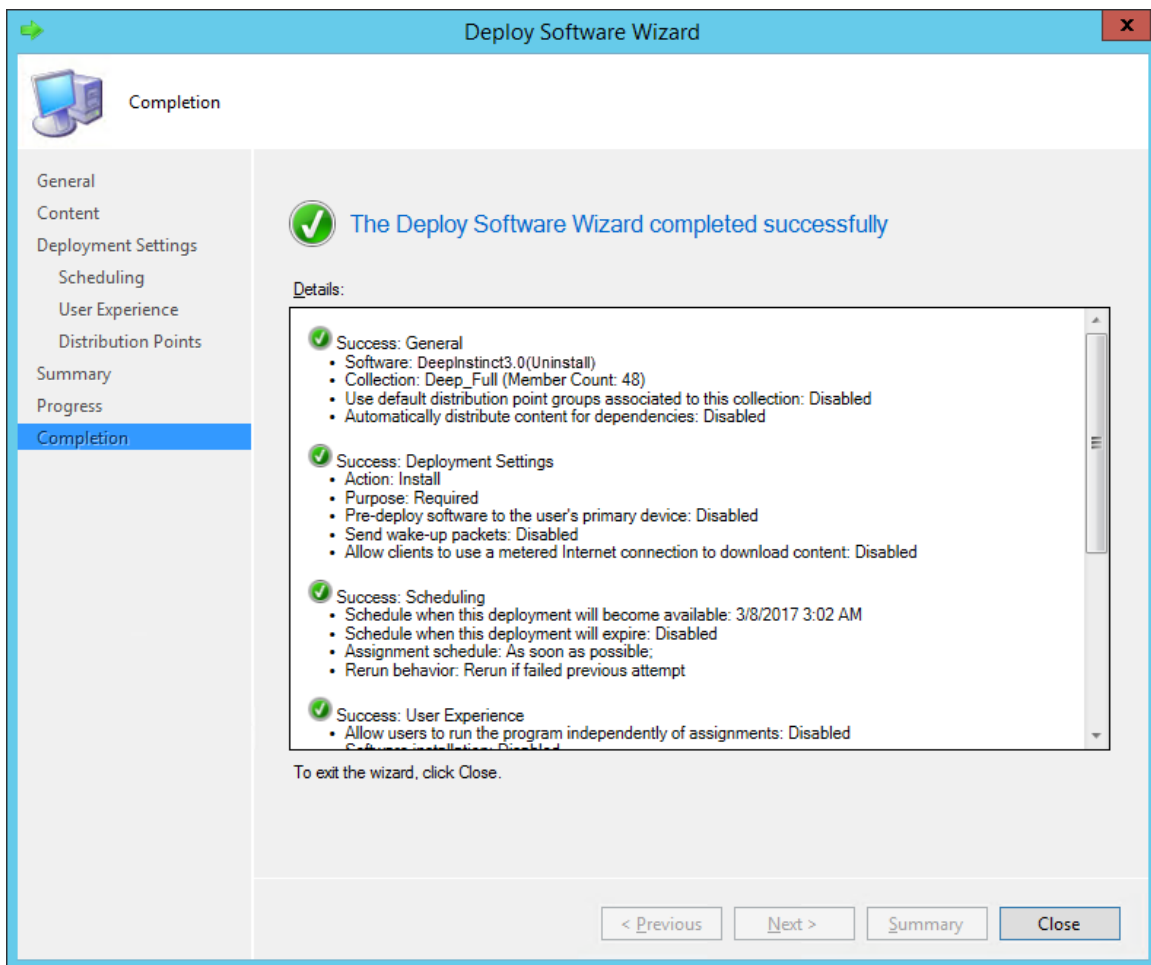 Deploy Software Wizard
x
Completion
General
Content
Deployment Settings
Scheduling
User Experience
Distribution Points
Summary
Progress
Completion
The Deploy Software Wizard completed successfully
Details:
Success: General
• Software: DeepInstinct3.0(Uninstall)
• Collection: Deep_Full (Member Count: 48)
• Use default distribution point groups associated to this collection: Disabled
• Automatically distribute content for dependencies: Disabled
Success: Deployment Settings
• Action: Install
• Purpose: Required
• Pre-deploy software to the user's primary device: Disabled
• Send wake-up packets: Disabled
• Allow clients to use a metered Internet connection to download content: Disabled
Success: Scheduling
• Schedule when this deployment will become available: 3/8/2017 3:02 AM
• Schedule when this deployment will expire: Disabled
• Assignment schedule: As soon as possible;
• Rerun behavior: Rerun if failed previous attempt
Success: User Experience
• Allow users to run the program independently of assignments: Disabled
• Software installation: Disabled
To exit the wizard, click Close.
< Previous
Next >
Summary
Close